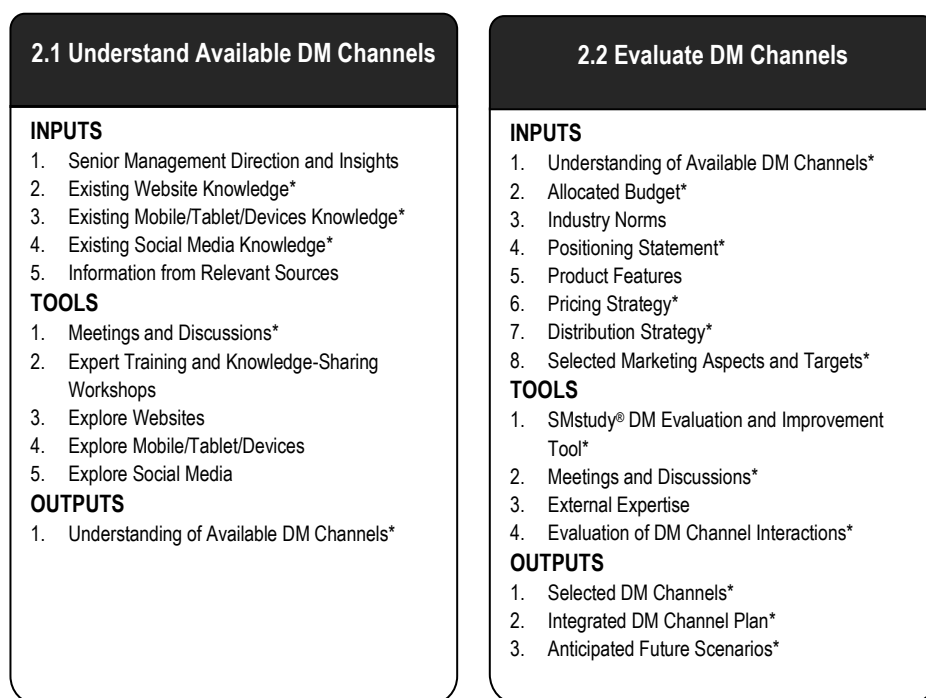 2.1 Understand Available DM Channels
INPUTS
1. Senior Management Direction and Insights
2. Existing Website Knowledge*
3. Existing Mobile/Tablet/Devices Knowledge*
4. Existing Social Media Knowledge*
5. Information from Relevant Sources
TOOLS
1. Meetings and Discussions*
2. Expert Training and Knowledge-Sharing
Workshops
3. Explore Websites
4. Explore Mobile/Tablet/Devices
5. Explore Social Media
OUTPUTS
1. Understanding of Available DM Channels*
2.2 Evaluate DM Channels
INPUTS
1. Understanding of Available DM Channels*
2. Allocated Budget*
3. Industry Norms
4. Positioning Statement*
5. Product Features
6. Pricing Strategy*
7. Distribution Strategy*
8. Selected Marketing Aspects and Targets*
TOOLS
1. SMstudy® DM Evaluation and Improvement
Tool*
2. Meetings and Discussions*
3. External Expertise
4. Evaluation of DM Channel Interactions*
OUTPUTS
1. Selected DM Channels*
2. Integrated DM Channel Plan*
3. Anticipated Future Scenarios*